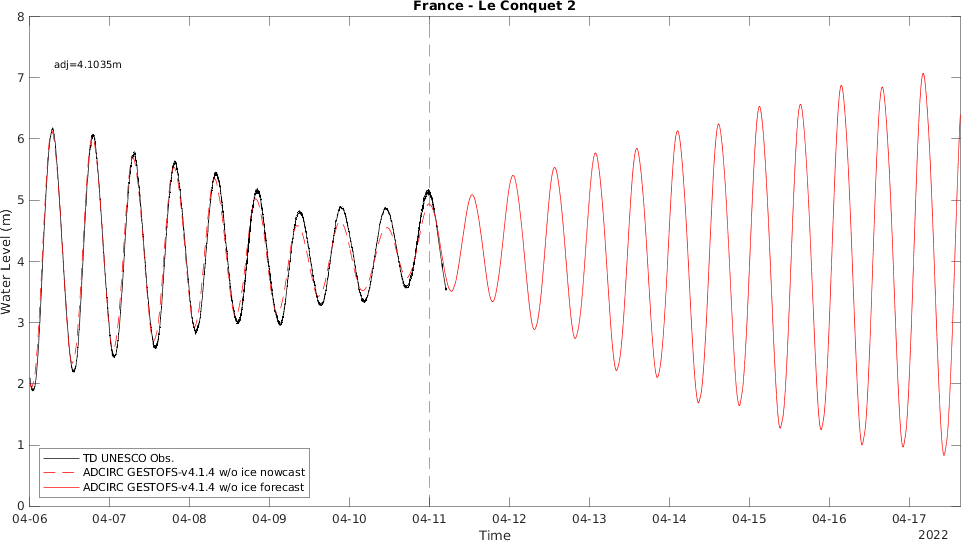 France - Le Conquet 2
adj=4.1035m
8
7
6
5
4
3
2
1
0
Water Level (m)
TD UNESCO Obs.
ADCIRC GESTOFS-v4.1.4 w/o ice nowcast
ADCIRC GESTOFS-v4.1.4 w/o ice forecast
04-06 04-07 04-08 04-09 04-10 04-11 04-12 04-13 04-14 04-15 04-16 04-17
Time
2022